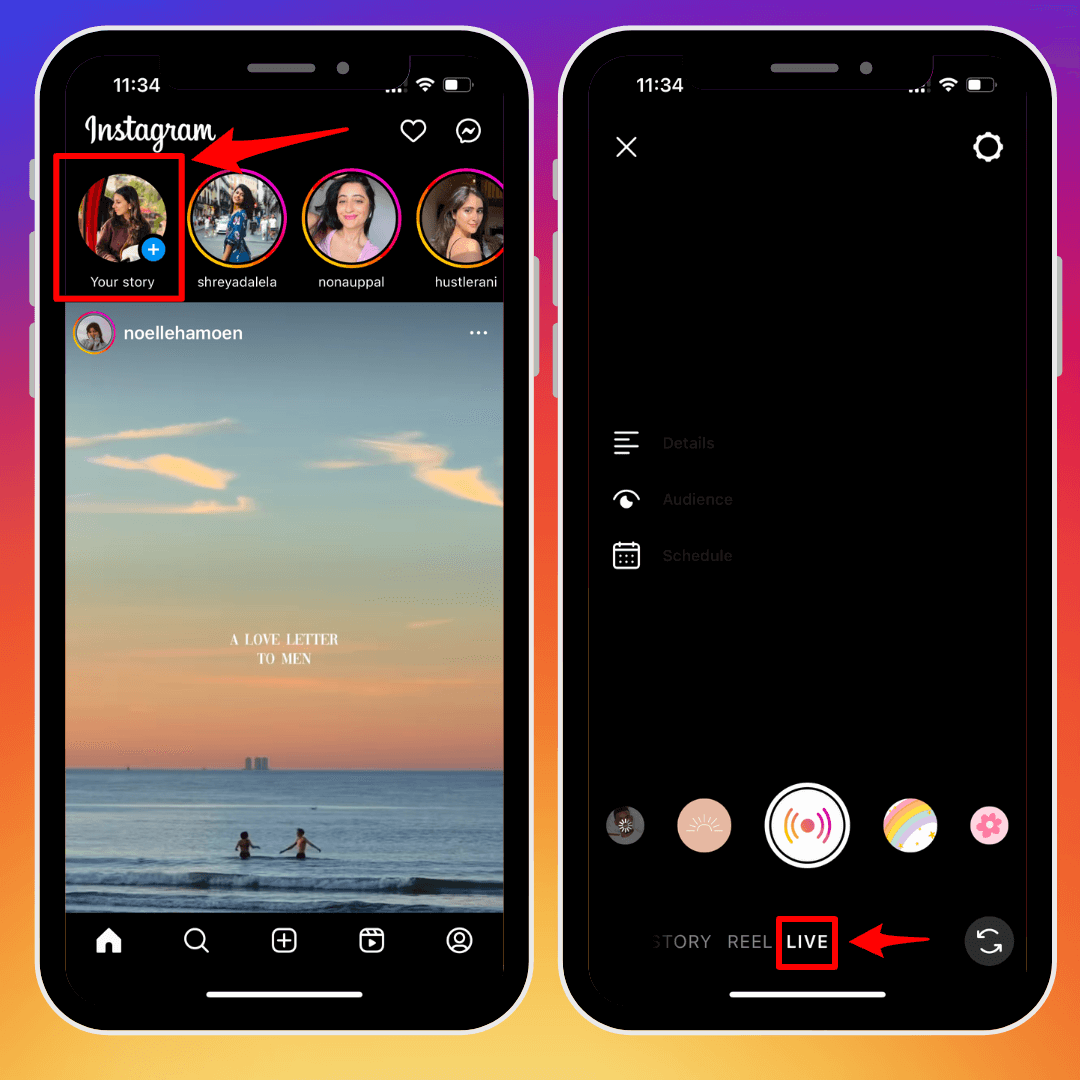 11:34
Instagram
Your story
shreyadalela
nonauppal
hustlerani
noellehamoen
A LOVE LETTER
TO MEN
11:34
Details
Audience
Schedule
STORY REEL LIVE